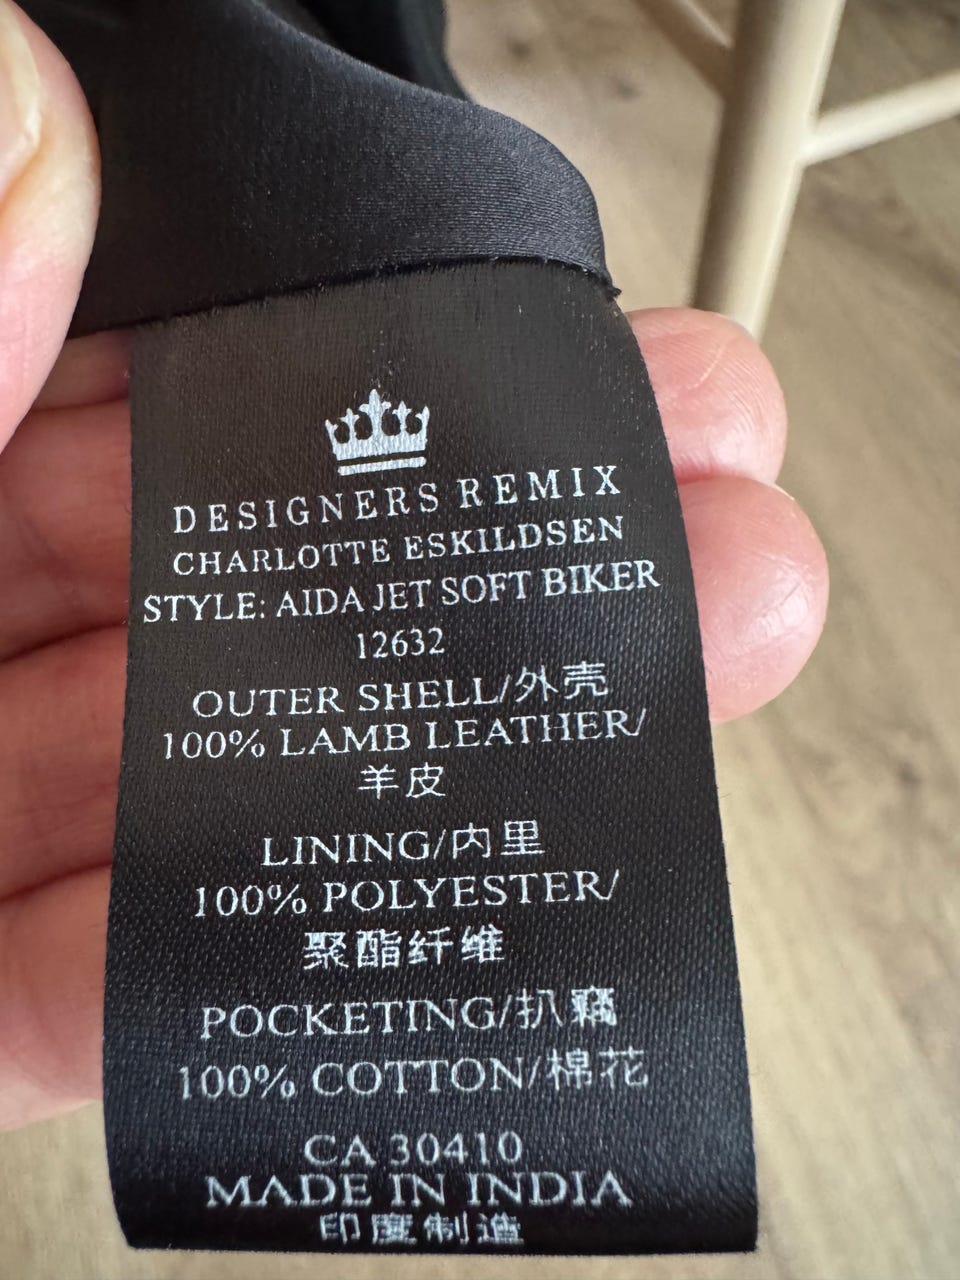 DESIGNERS REMIX
CHARLOTTE ESKILDSEN
STYLE: AIDA JET SOFT BIKER
12632
OUTER SHELL/外壳
100% LAMB LEATHER/
羊皮
LINING/内里
100% POLYESTER/
聚酯纤维
POCKETING/扒竊
100% COTTON/棉花
CA 30410
MADE IN INDIA
印度制造